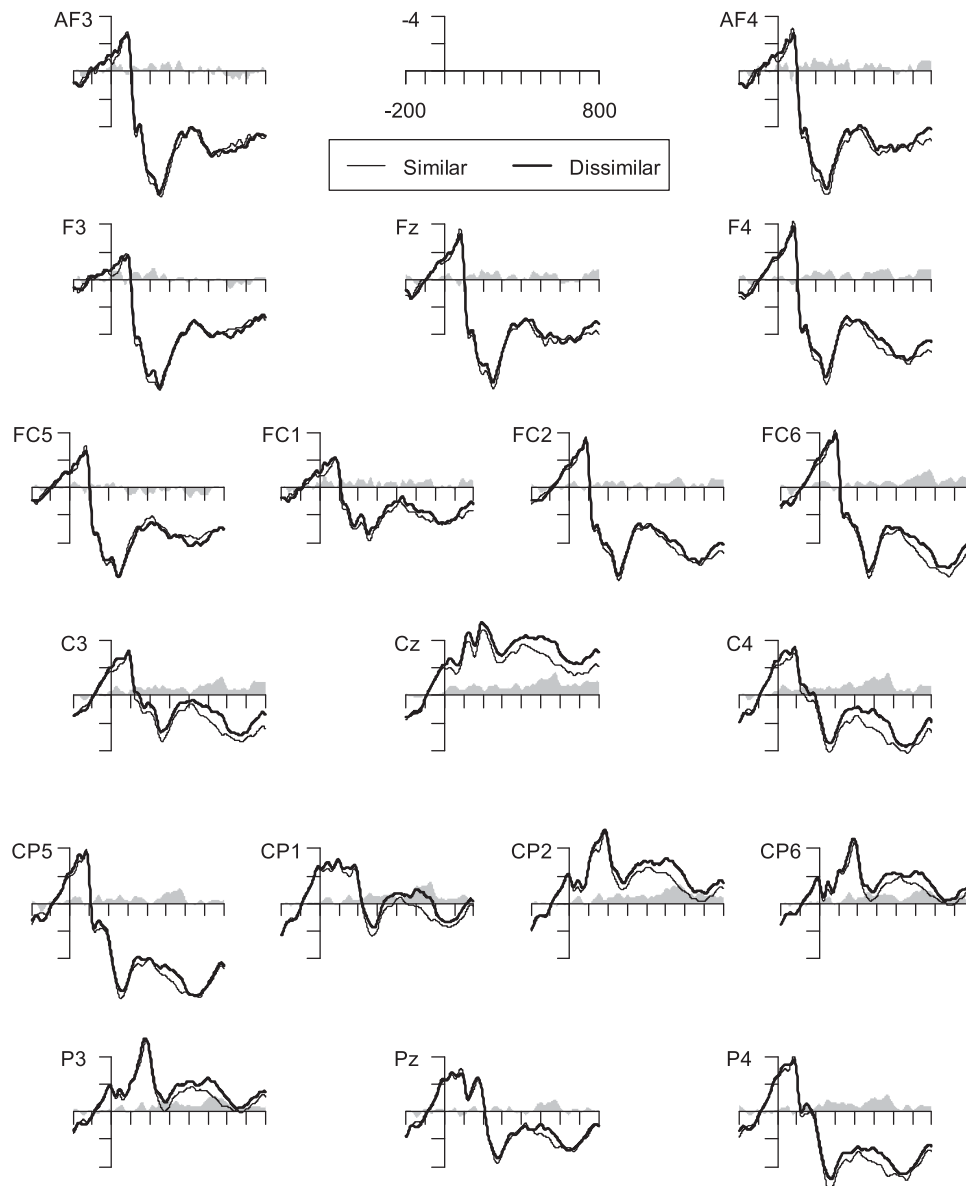 AF3 -4 AF4
-200 800
Similar Dissimilar
F3 Fz F4
FC5 FC1 FC2 FC6
C3 Cz C4
CP5 CP1 CP2 CP6
P3 Pz P4